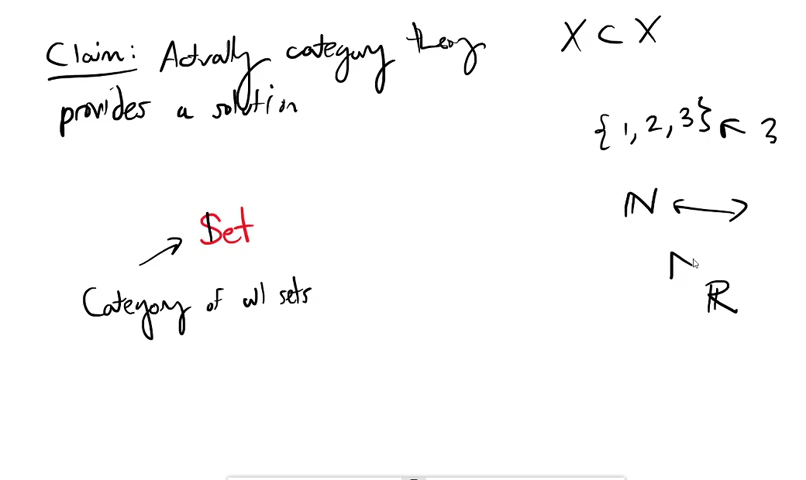 Claim: Actually category theory
provides a solution
Set
Category of all sets
X ⊂ X
{1, 2, 3} ↖ 3
ℕ ↔
ℝ